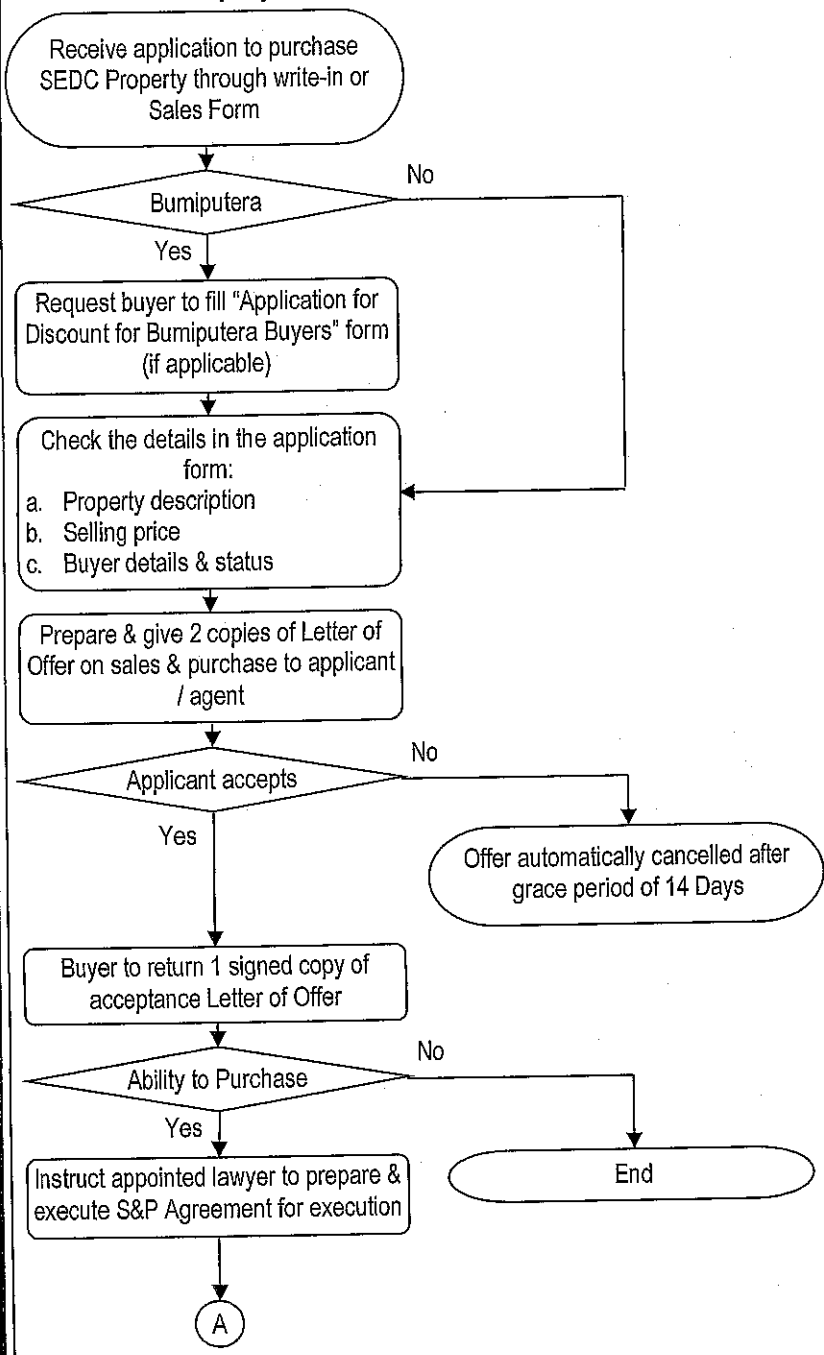 Receive application to purchase
SEDC Property through write-in or
Sales Form
Bumiputera
No
Yes
Request buyer to fill "Application for
Discount for Bumiputera Buyers" form
(if applicable)
Check the details in the application
form:
a. Property description
b. Selling price
c. Buyer details & status
Prepare & give 2 copies of Letter of
Offer on sales & purchase to applicant
/ agent
Applicant accepts
No
Yes
Offer automatically cancelled after
grace period of 14 Days
Buyer to return 1 signed copy of
acceptance Letter of Offer
Ability to Purchase
No
Yes
Instruct appointed lawyer to prepare &
execute S&P Agreement for execution
End
A